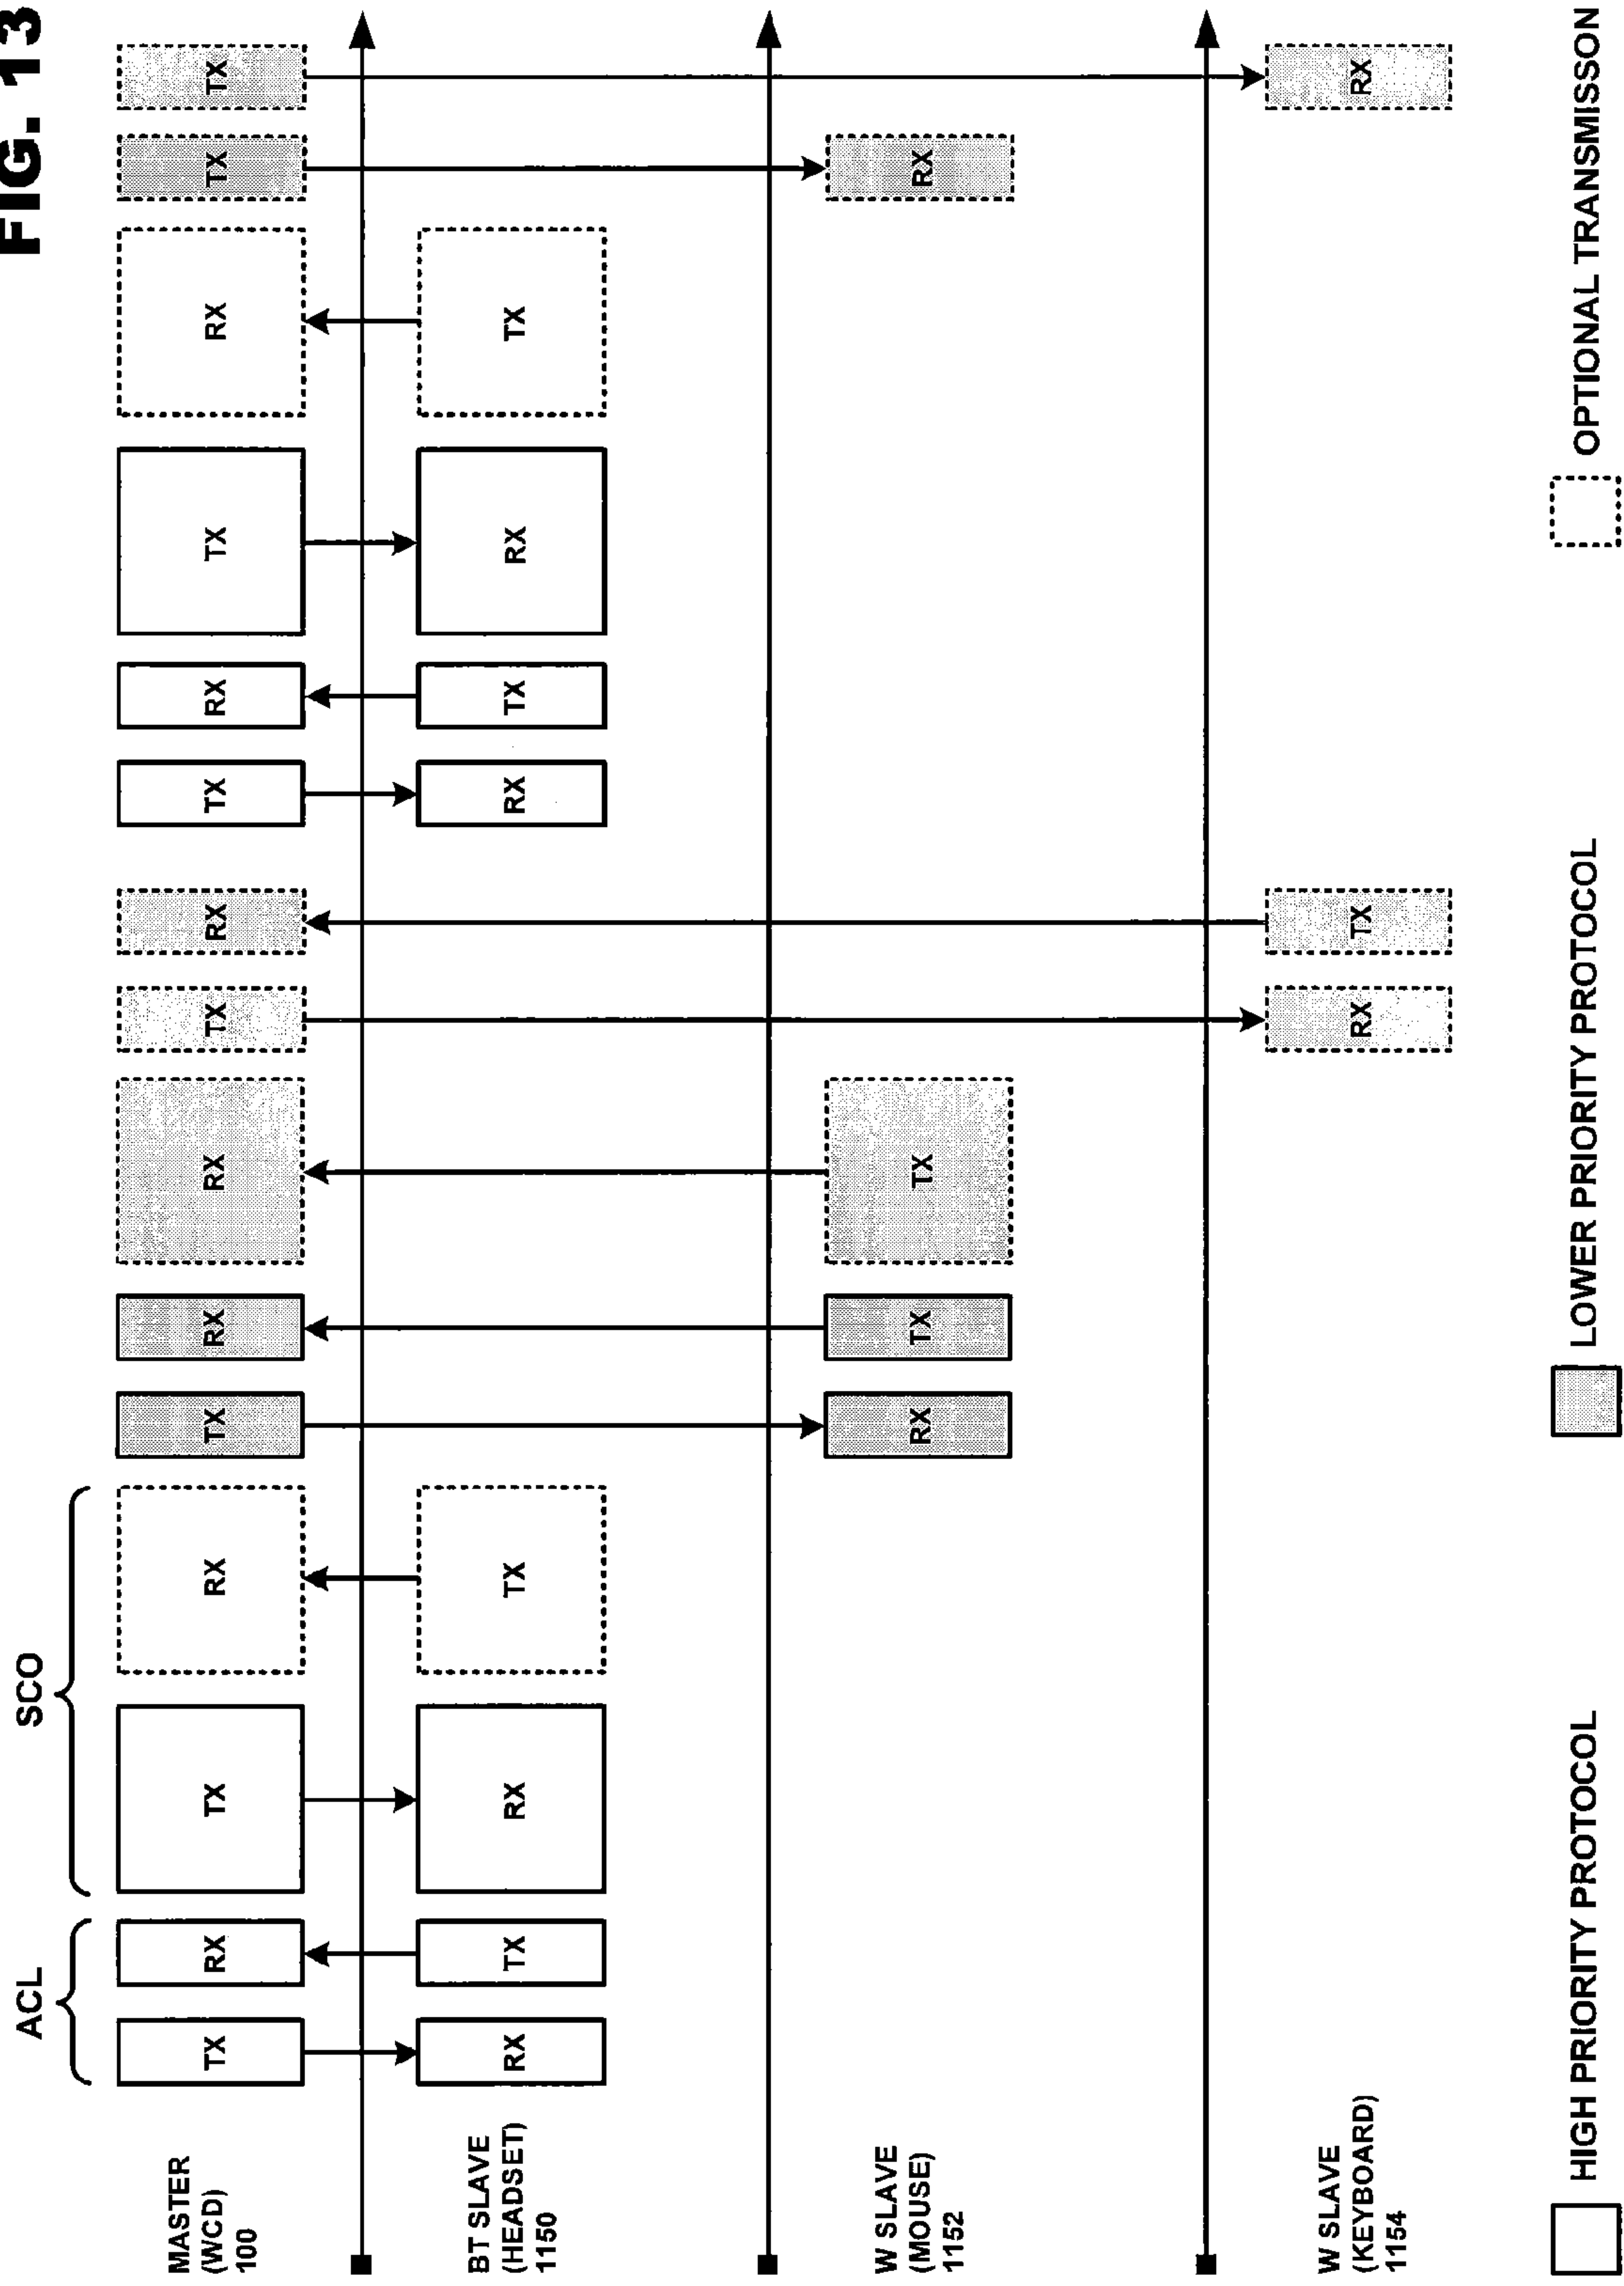 FIG. 13
ACL
SCO
MASTER
(WCD)
100
TX
RX
TX
RX
TX
RX
RX
TX
RX
TX
RX
TX
RX
TX
TX
BT SLAVE
(HEADSET)
1150
RX
TX
RX
TX
RX
TX
RX
TX
W SLAVE
(MOUSE)
1152
RX
TX
TX
RX
W SLAVE
(KEYBOARD)
1154
RX
TX
RX
HIGH PRIORITY PROTOCOL
LOWER PRIORITY PROTOCOL
OPTIONAL TRANSMISSON